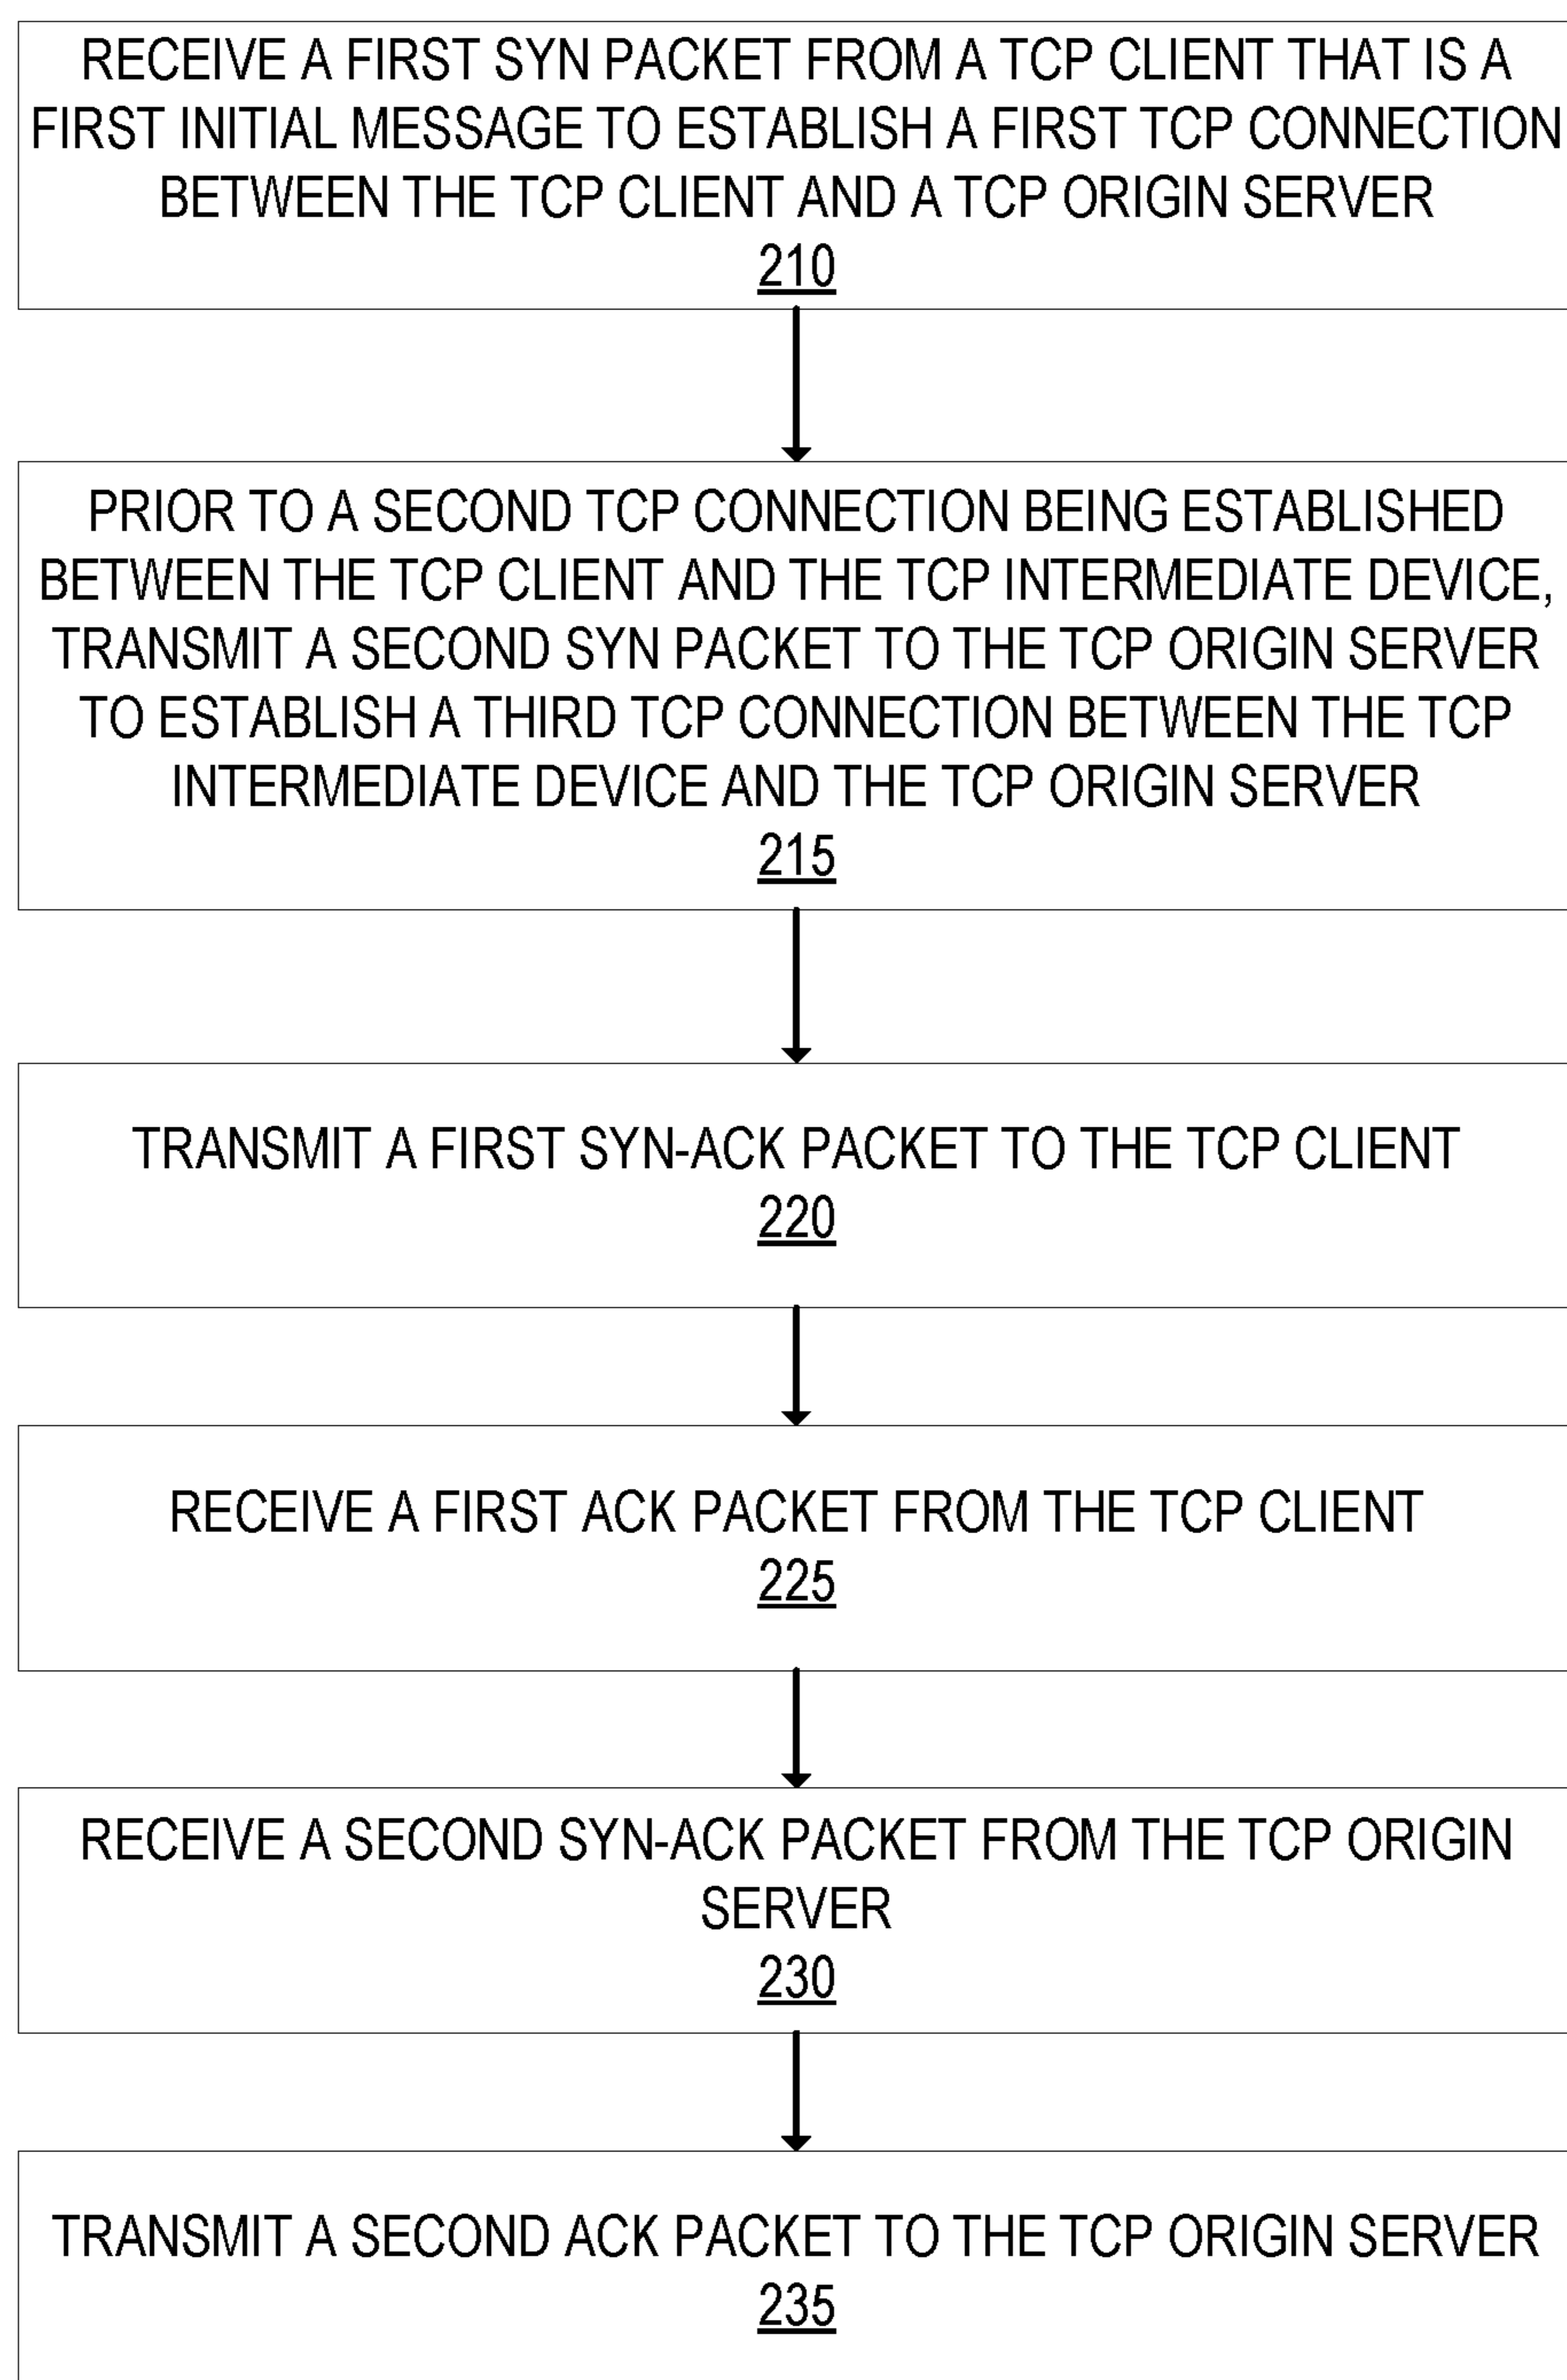 RECEIVE A FIRST SYN PACKET FROM A TCP CLIENT THAT IS A
FIRST INITIAL MESSAGE TO ESTABLISH A FIRST TCP CONNECTION
BETWEEN THE TCP CLIENT AND A TCP ORIGIN SERVER
210
PRIOR TO A SECOND TCP CONNECTION BEING ESTABLISHED
BETWEEN THE TCP CLIENT AND THE TCP INTERMEDIATE DEVICE,
TRANSMIT A SECOND SYN PACKET TO THE TCP ORIGIN SERVER
TO ESTABLISH A THIRD TCP CONNECTION BETWEEN THE TCP
INTERMEDIATE DEVICE AND THE TCP ORIGIN SERVER
215
TRANSMIT A FIRST SYN-ACK PACKET TO THE TCP CLIENT
220
RECEIVE A FIRST ACK PACKET FROM THE TCP CLIENT
225
RECEIVE A SECOND SYN-ACK PACKET FROM THE TCP ORIGIN
SERVER
230
TRANSMIT A SECOND ACK PACKET TO THE TCP ORIGIN SERVER
235